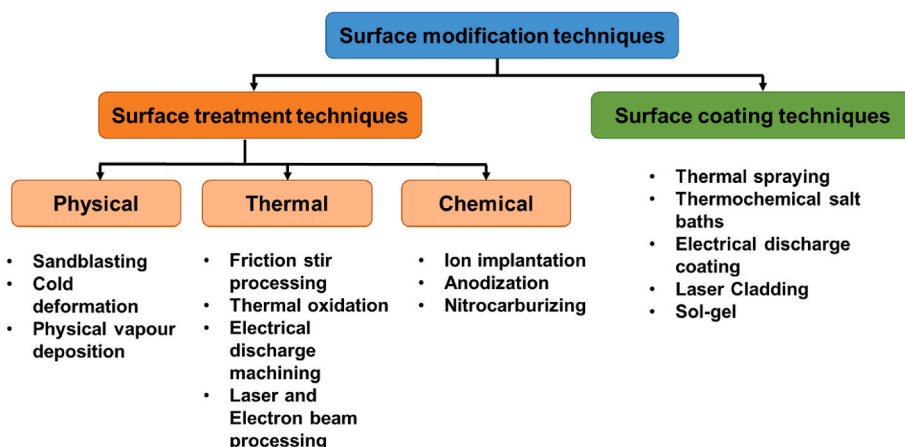 Surface modification techniques
Surface treatment techniques
Surface coating techniques
Physical
Thermal
Chemical
• Sandblasting
• Cold
deformation
• Physical vapour
deposition
• Friction stir
processing
• Thermal oxidation
• Electrical
discharge
machining
• Laser and
Electron beam
processing
• Ion implantation
• Anodization
• Nitrocarburizing
• Thermal spraying
• Thermochemical salt
baths
• Electrical discharge
coating
• Laser Cladding
• Sol-gel